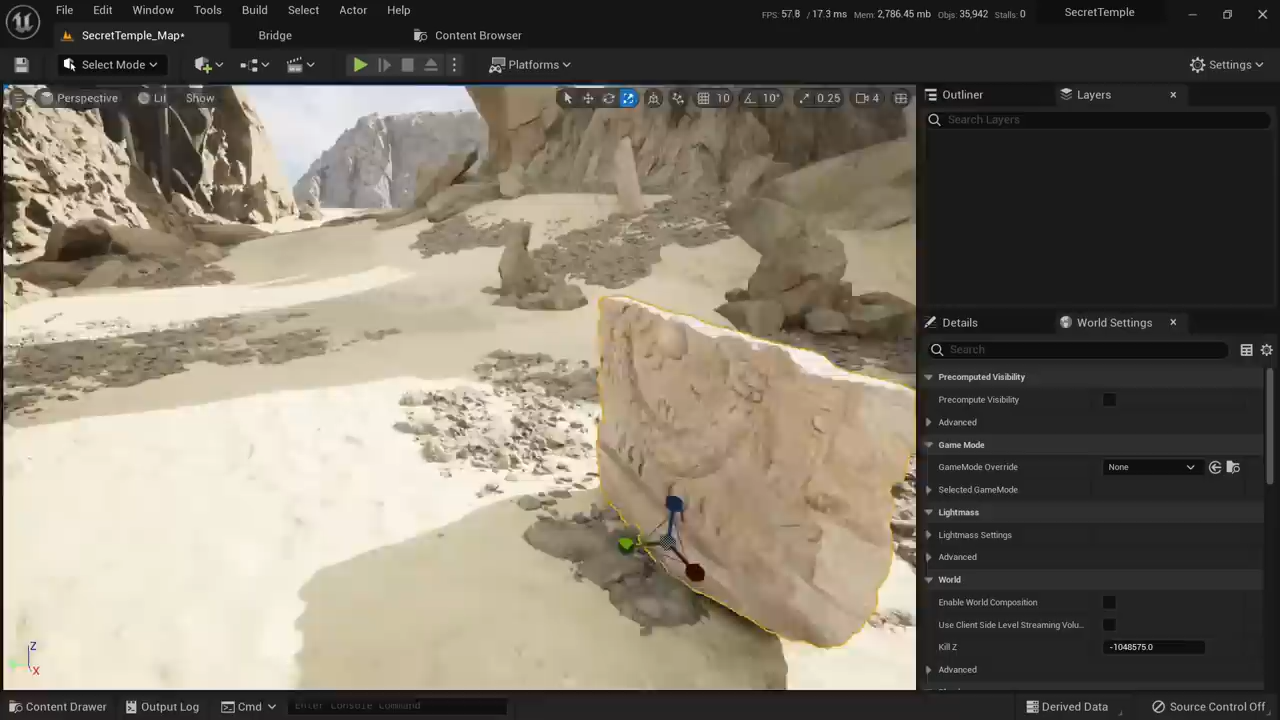 File Edit Window Tools Build Select Actor Help
FPS: 57.8 / 17.3 ms Mem: 2,786.45 mb Objs: 35,942 Stalls: 0
SecretTemple
SecretTemple_Map*
Bridge
Content Browser
Select Mode
Platforms
Settings
Perspective
Lit
Show
10
10°
0.25
4
Outliner
Layers
Search Layers
Details
World Settings
Search
Precomputed Visibility
Precompute Visibility
Advanced
Game Mode
GameMode Override None
Selected GameMode
Lightmass
Lightmass Settings
Advanced
World
Enable World Composition
Use Client Side Level Streaming Volu...
Kill Z -1048575.0
Advanced
Z
X
Content Drawer
Output Log
Cmd
Enter Console Command
Derived Data
Source Control Off